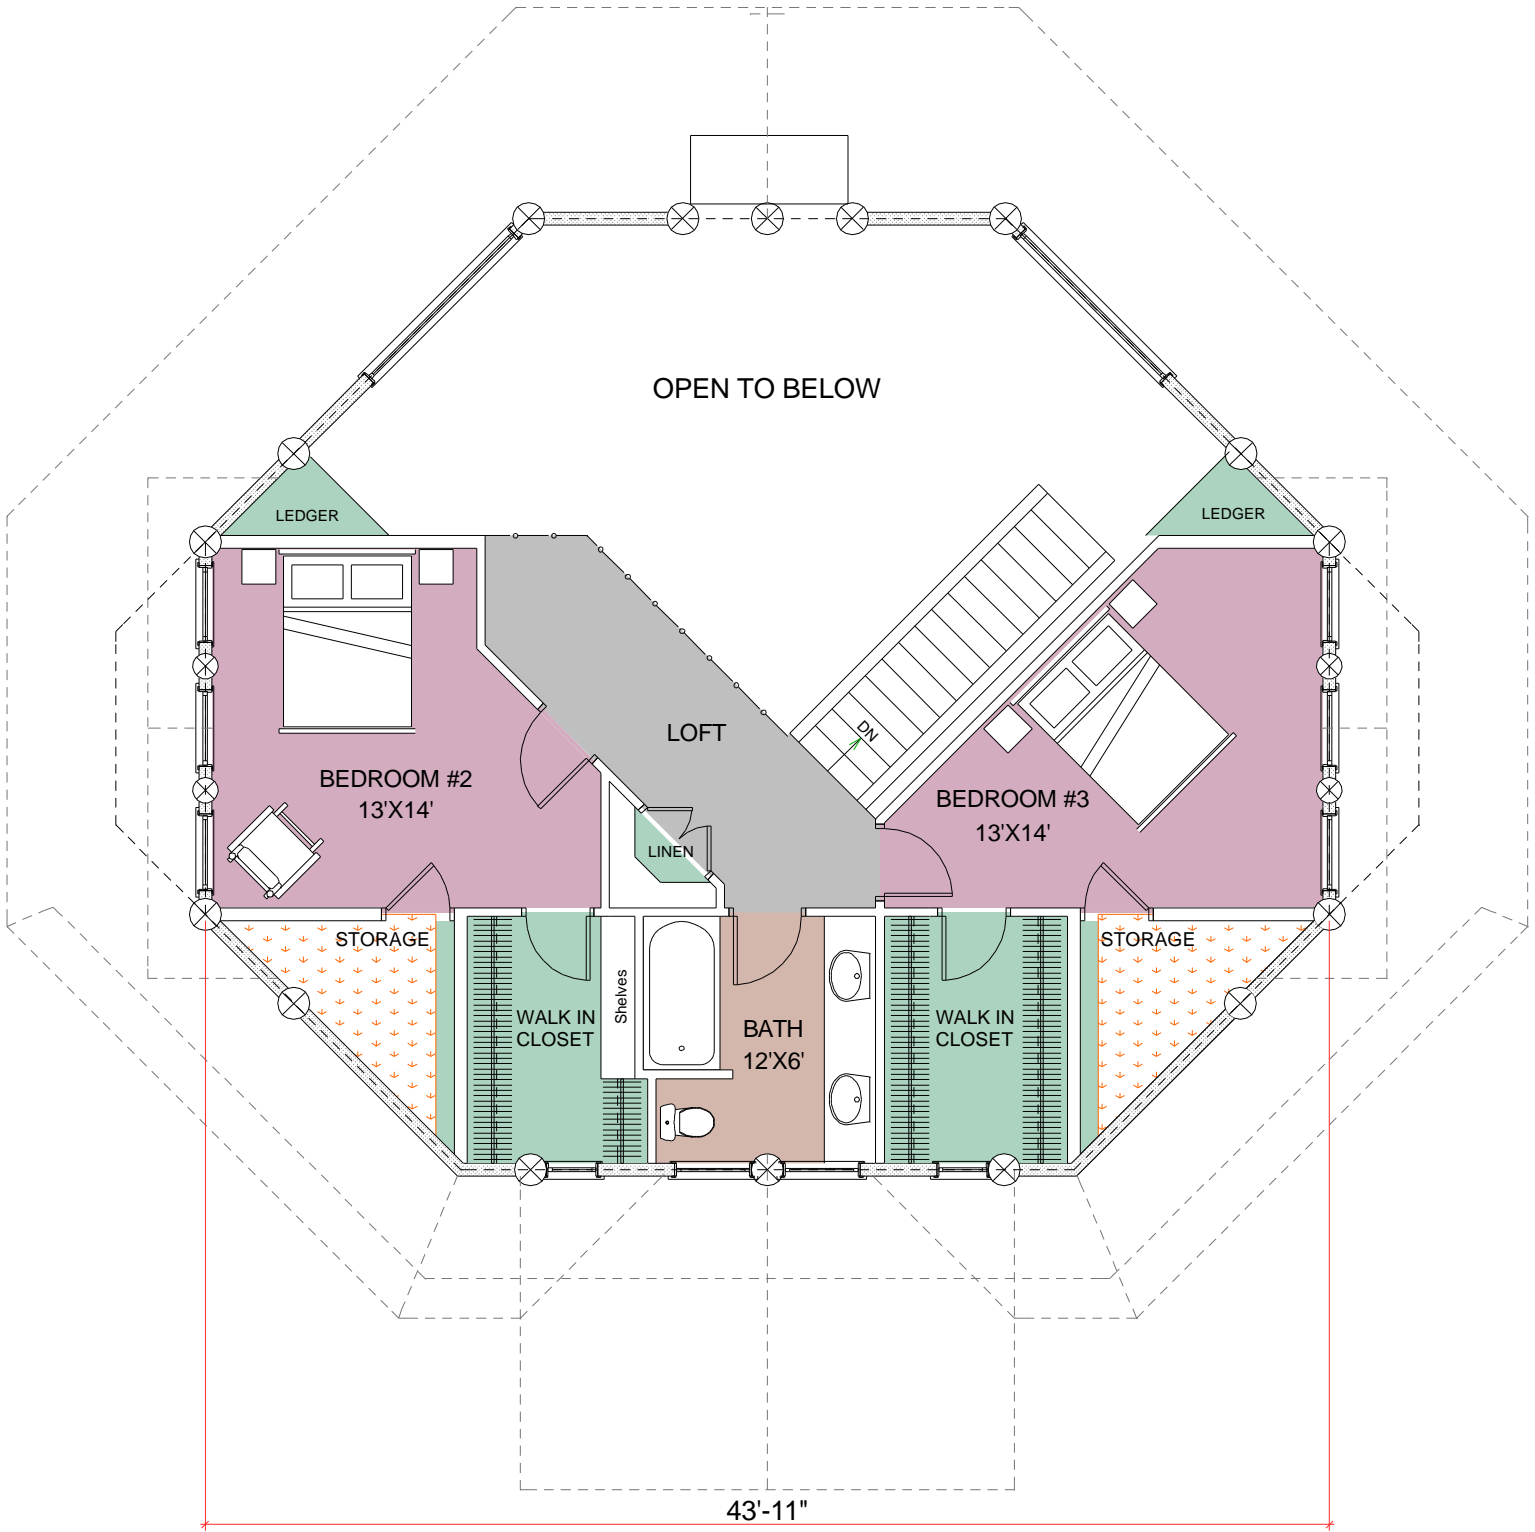 OPEN TO BELOW
LEDGER
LEDGER
LOFT
DN
BEDROOM #2
13'X14'
BEDROOM #3
13'X14'
LINEN
STORAGE
STORAGE
Shelves
WALK IN
CLOSET
BATH
12'X6'
WALK IN
CLOSET
43'-11"